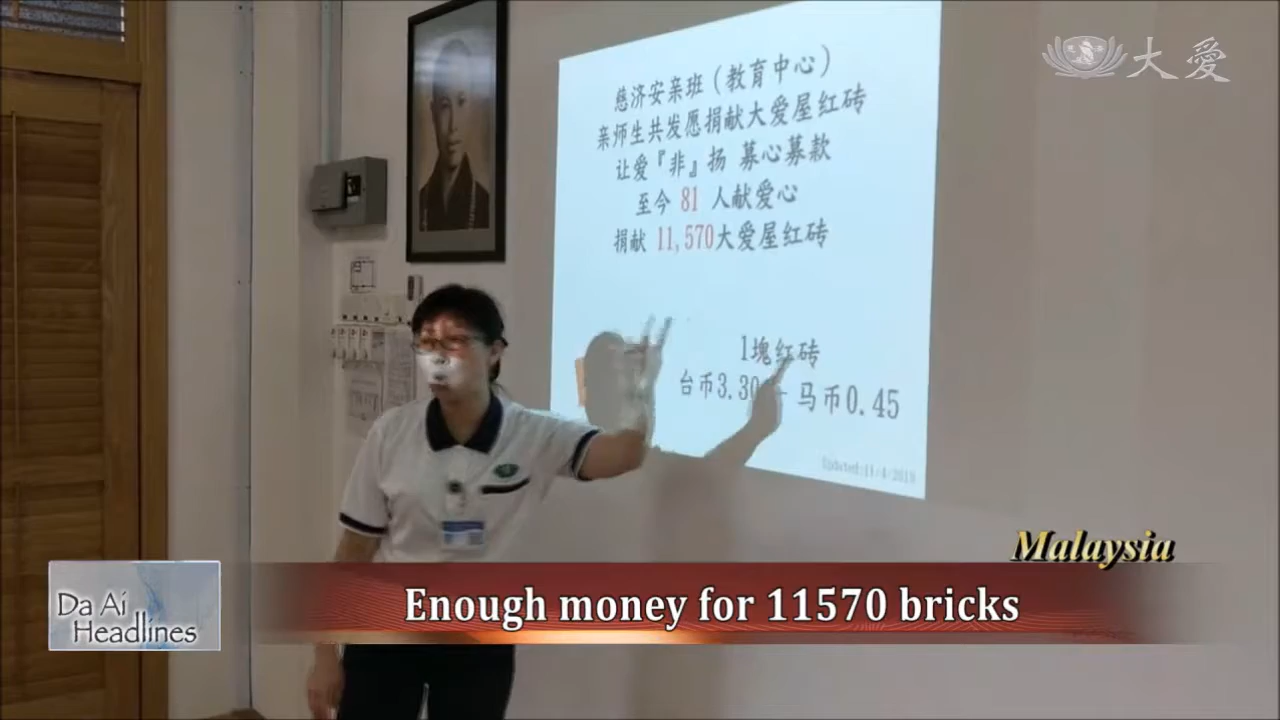 大愛
慈济安亲班（教育中心）
亲师生共发愿捐献大爱屋红砖
让爱『非』扬 募心募款
至今 81 人献爱心
捐献 11,570大爱屋红砖
1塊红砖
台币3.30
马币0.45
Updated:11/4/2019
Malaysia
Da Ai
Headlines
Enough money for 11570 bricks